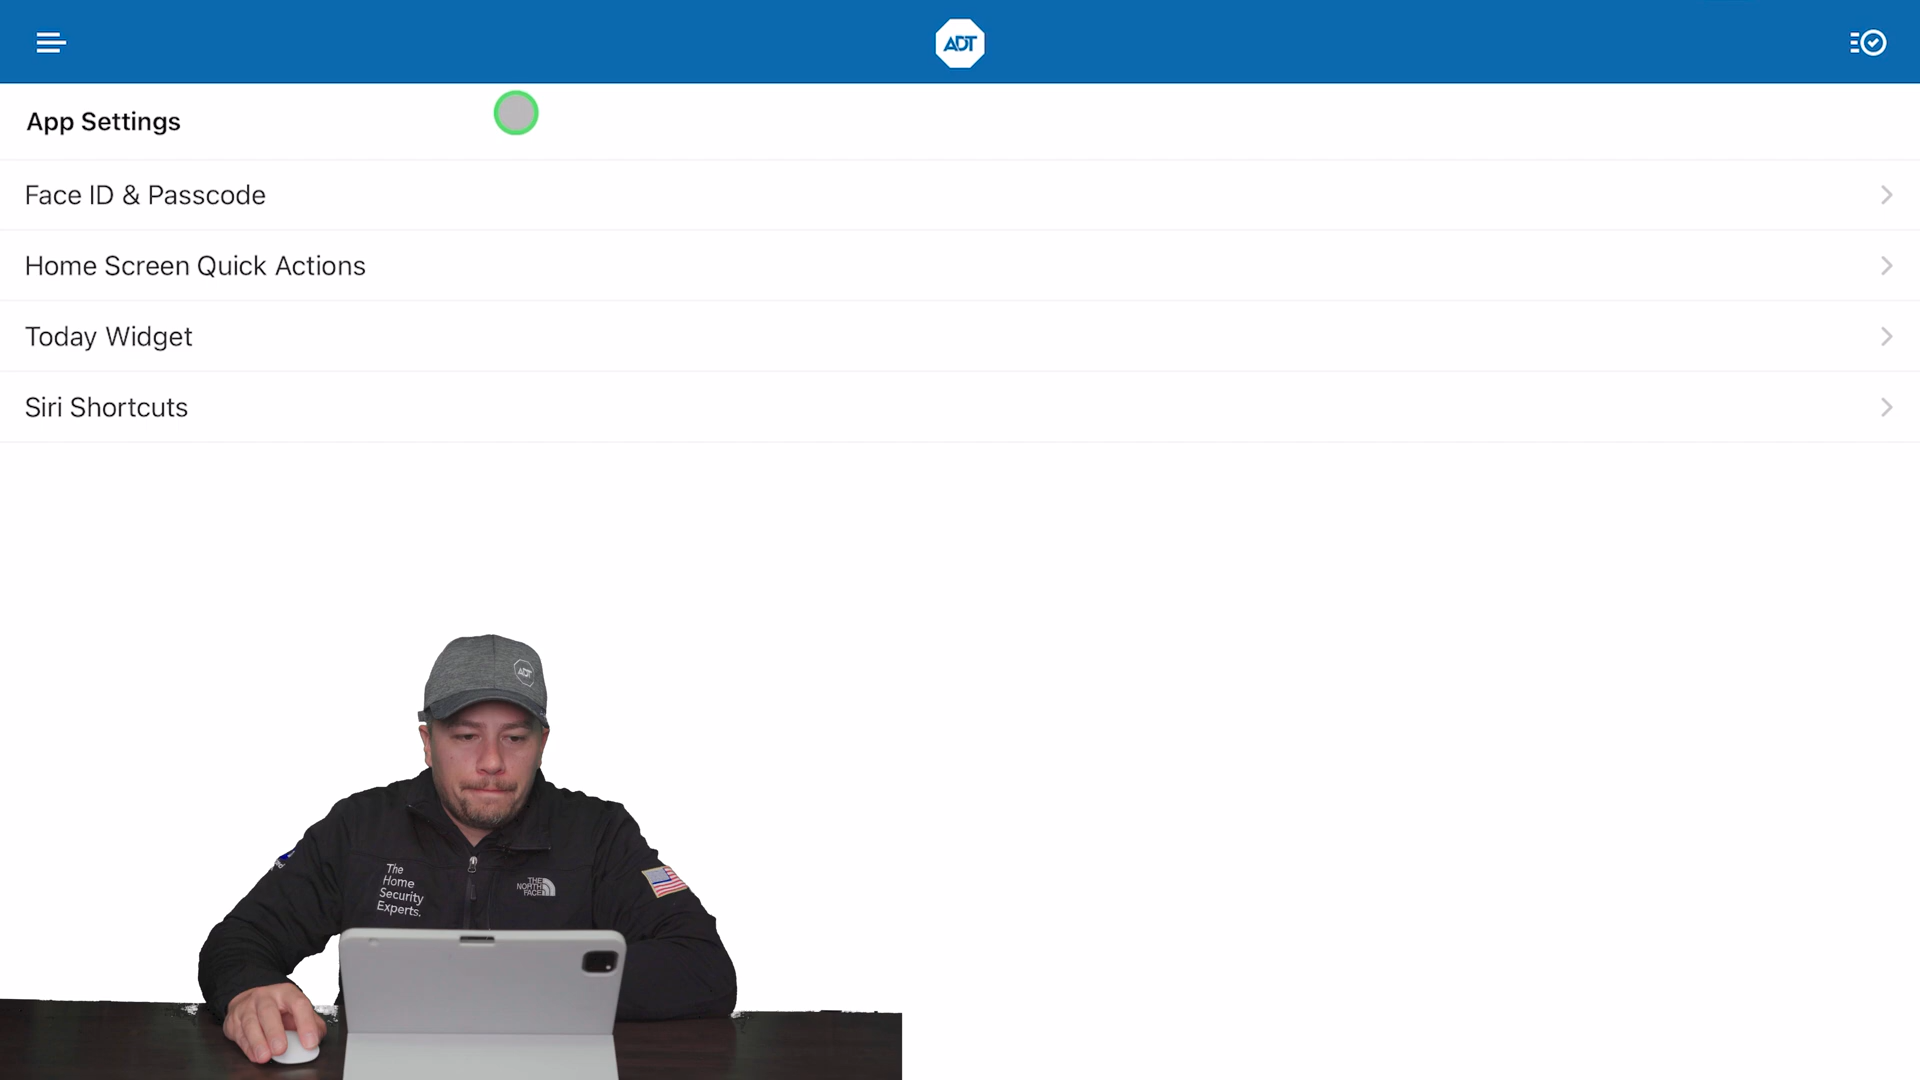 ADT
App Settings
Face ID & Passcode
Home Screen Quick Actions
Today Widget
Siri Shortcuts
ADT
The
Home
Security
Experts.
THE
NORTH
FACE